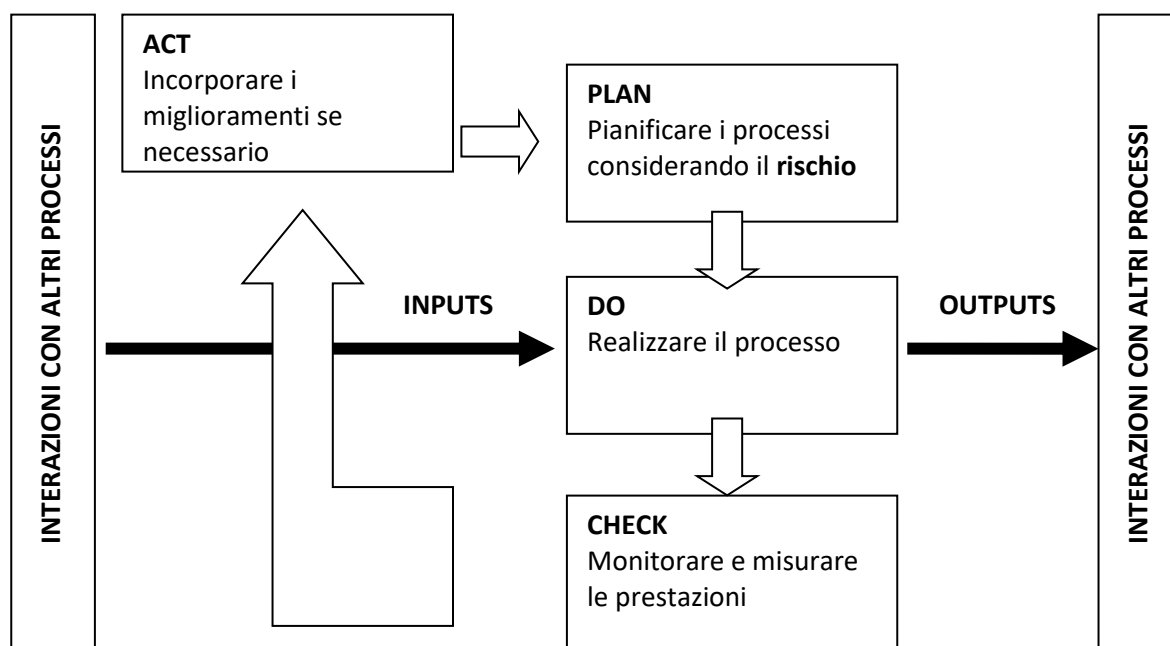 INTERAZIONI CON ALTRI PROCESSI
ACT
Incorporare i
miglioramenti se
necessario
PLAN
Pianificare i processi
considerando il rischio
INPUTS
DO
Realizzare il processo
OUTPUTS
CHECK
Monitorare e misurare
le prestazioni
INTERAZIONI CON ALTRI PROCESSI